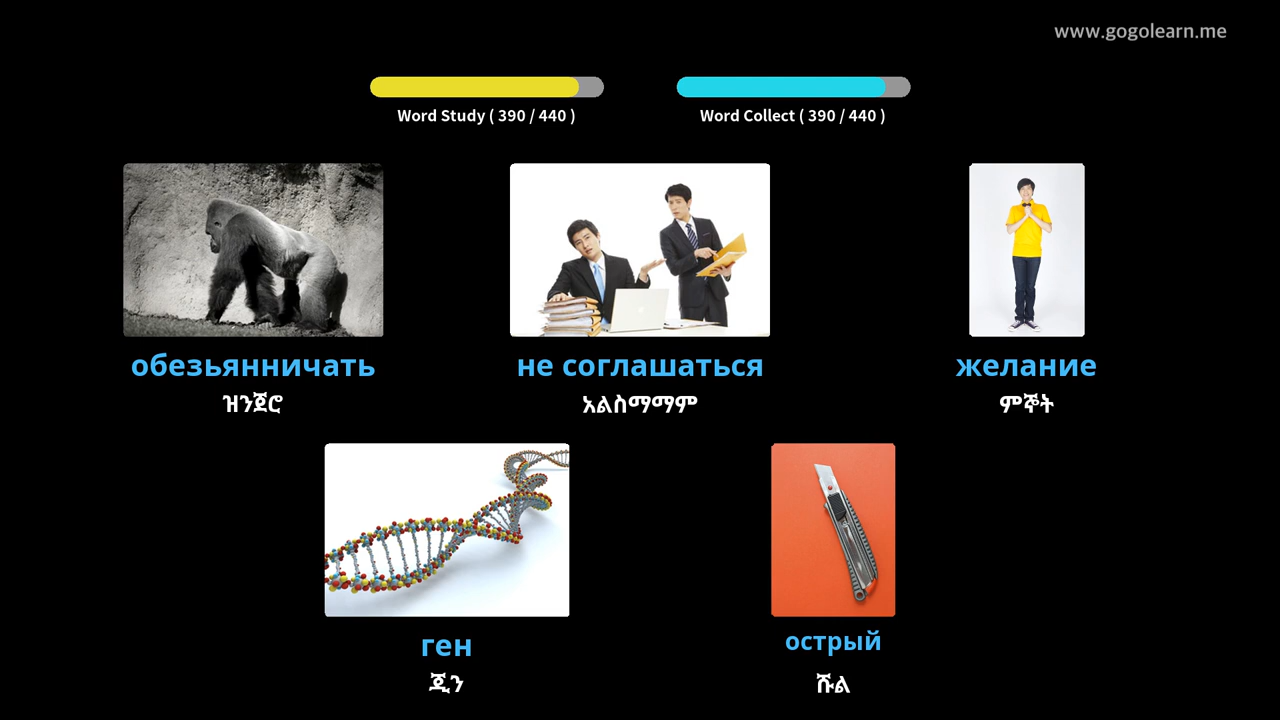 www.gogolearn.me
Word Study ( 390 / 440 )
Word Collect ( 390 / 440 )
обезьянничать
не соглашаться
желание
ዝንጀሮ
አልስማማም
ምኞት
ген
острый
ጂን
ሹል